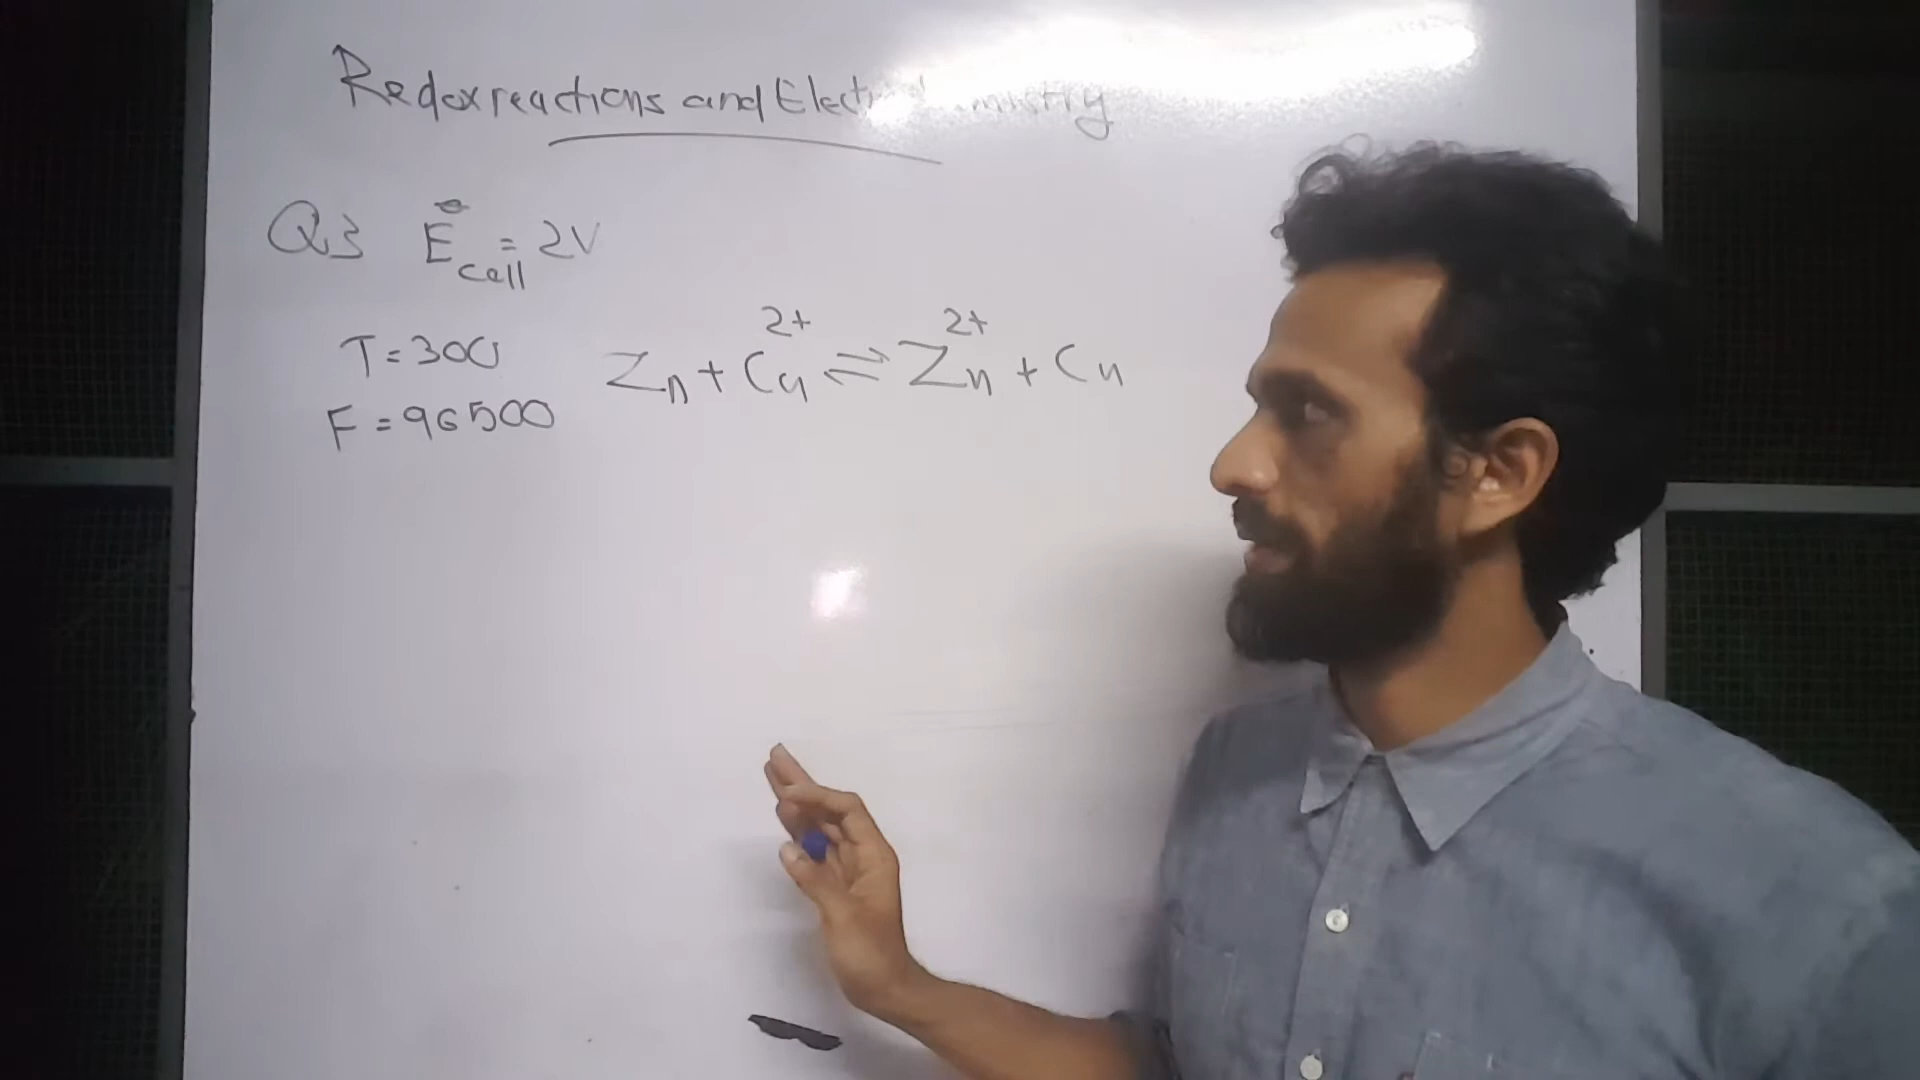 Redox reactions and Electrochemistry
Q3 E°cell = 2V
T = 300
Zn + Cu²⁺ ⇌ Zn²⁺ + Cu
F = 96500